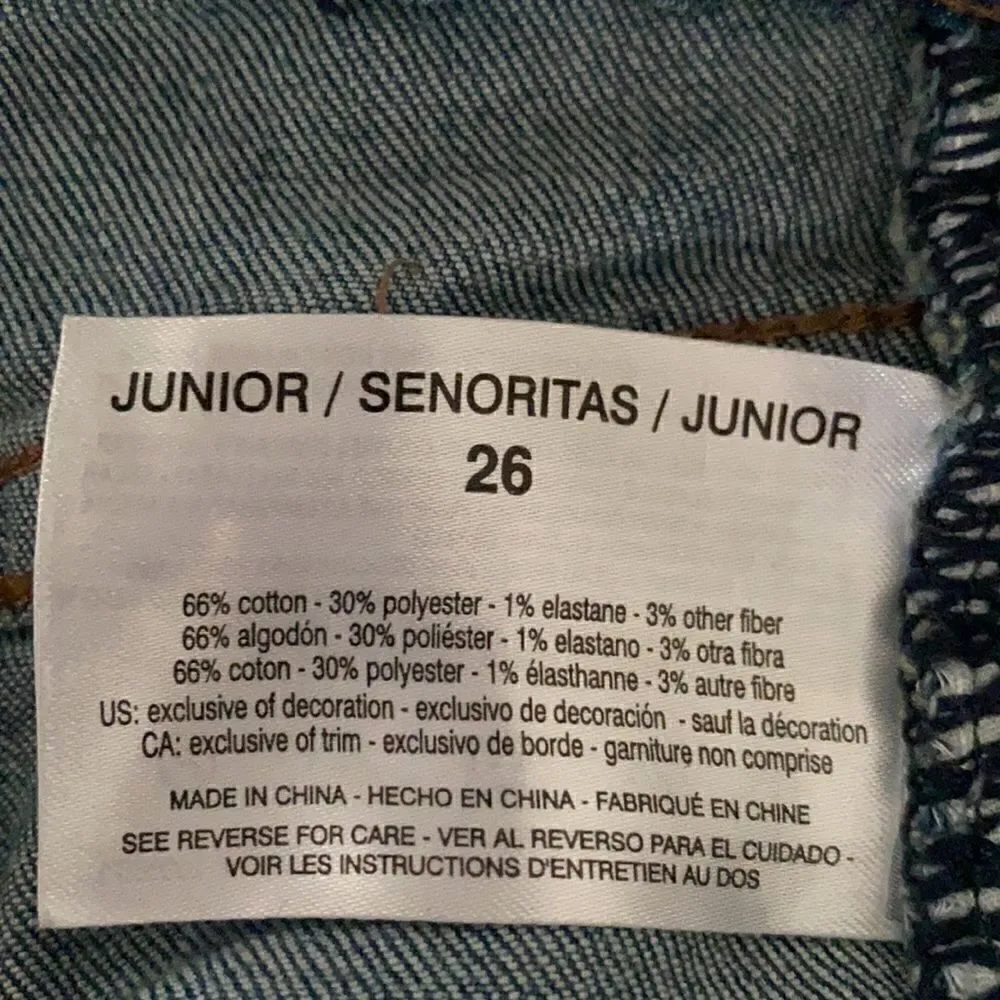 JUNIOR / SENORITAS / JUNIOR
26
66% cotton - 30% polyester - 1% elastane - 3% other fiber
66% algodón - 30% poliéster - 1% elastano - 3% otra fibra
66% coton - 30% polyester - 1% élasthanne - 3% autre fibre
US: exclusive of decoration - exclusivo de decoración - sauf la décoration
CA: exclusive of trim - exclusivo de borde - garniture non comprise
MADE IN CHINA - HECHO EN CHINA - FABRIQUÉ EN CHINE
SEE REVERSE FOR CARE - VER AL REVERSO PARA EL CUIDADO -
VOIR LES INSTRUCTIONS D'ENTRETIEN AU DOS